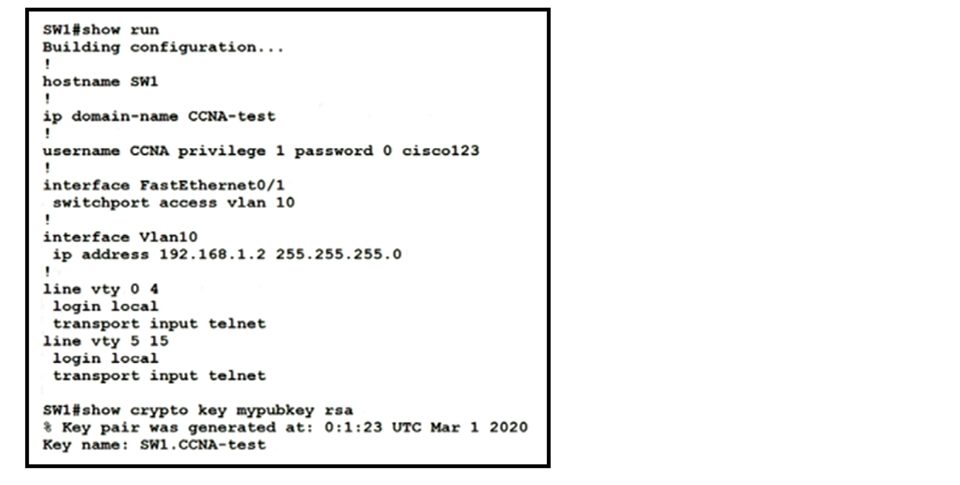 SW1#show run
Building configuration...
!
hostname SW1
!
ip domain-name CCNA-test
!
username CCNA privilege 1 password 0 cisco123
!
interface FastEthernet0/1
 switchport access vlan 10
!
interface Vlan10
 ip address 192.168.1.2 255.255.255.0
!
line vty 0 4
 login local
 transport input telnet
line vty 5 15
 login local
 transport input telnet

SW1#show crypto key mypubkey rsa
% Key pair was generated at: 0:1:23 UTC Mar 1 2020
Key name: SW1.CCNA-test